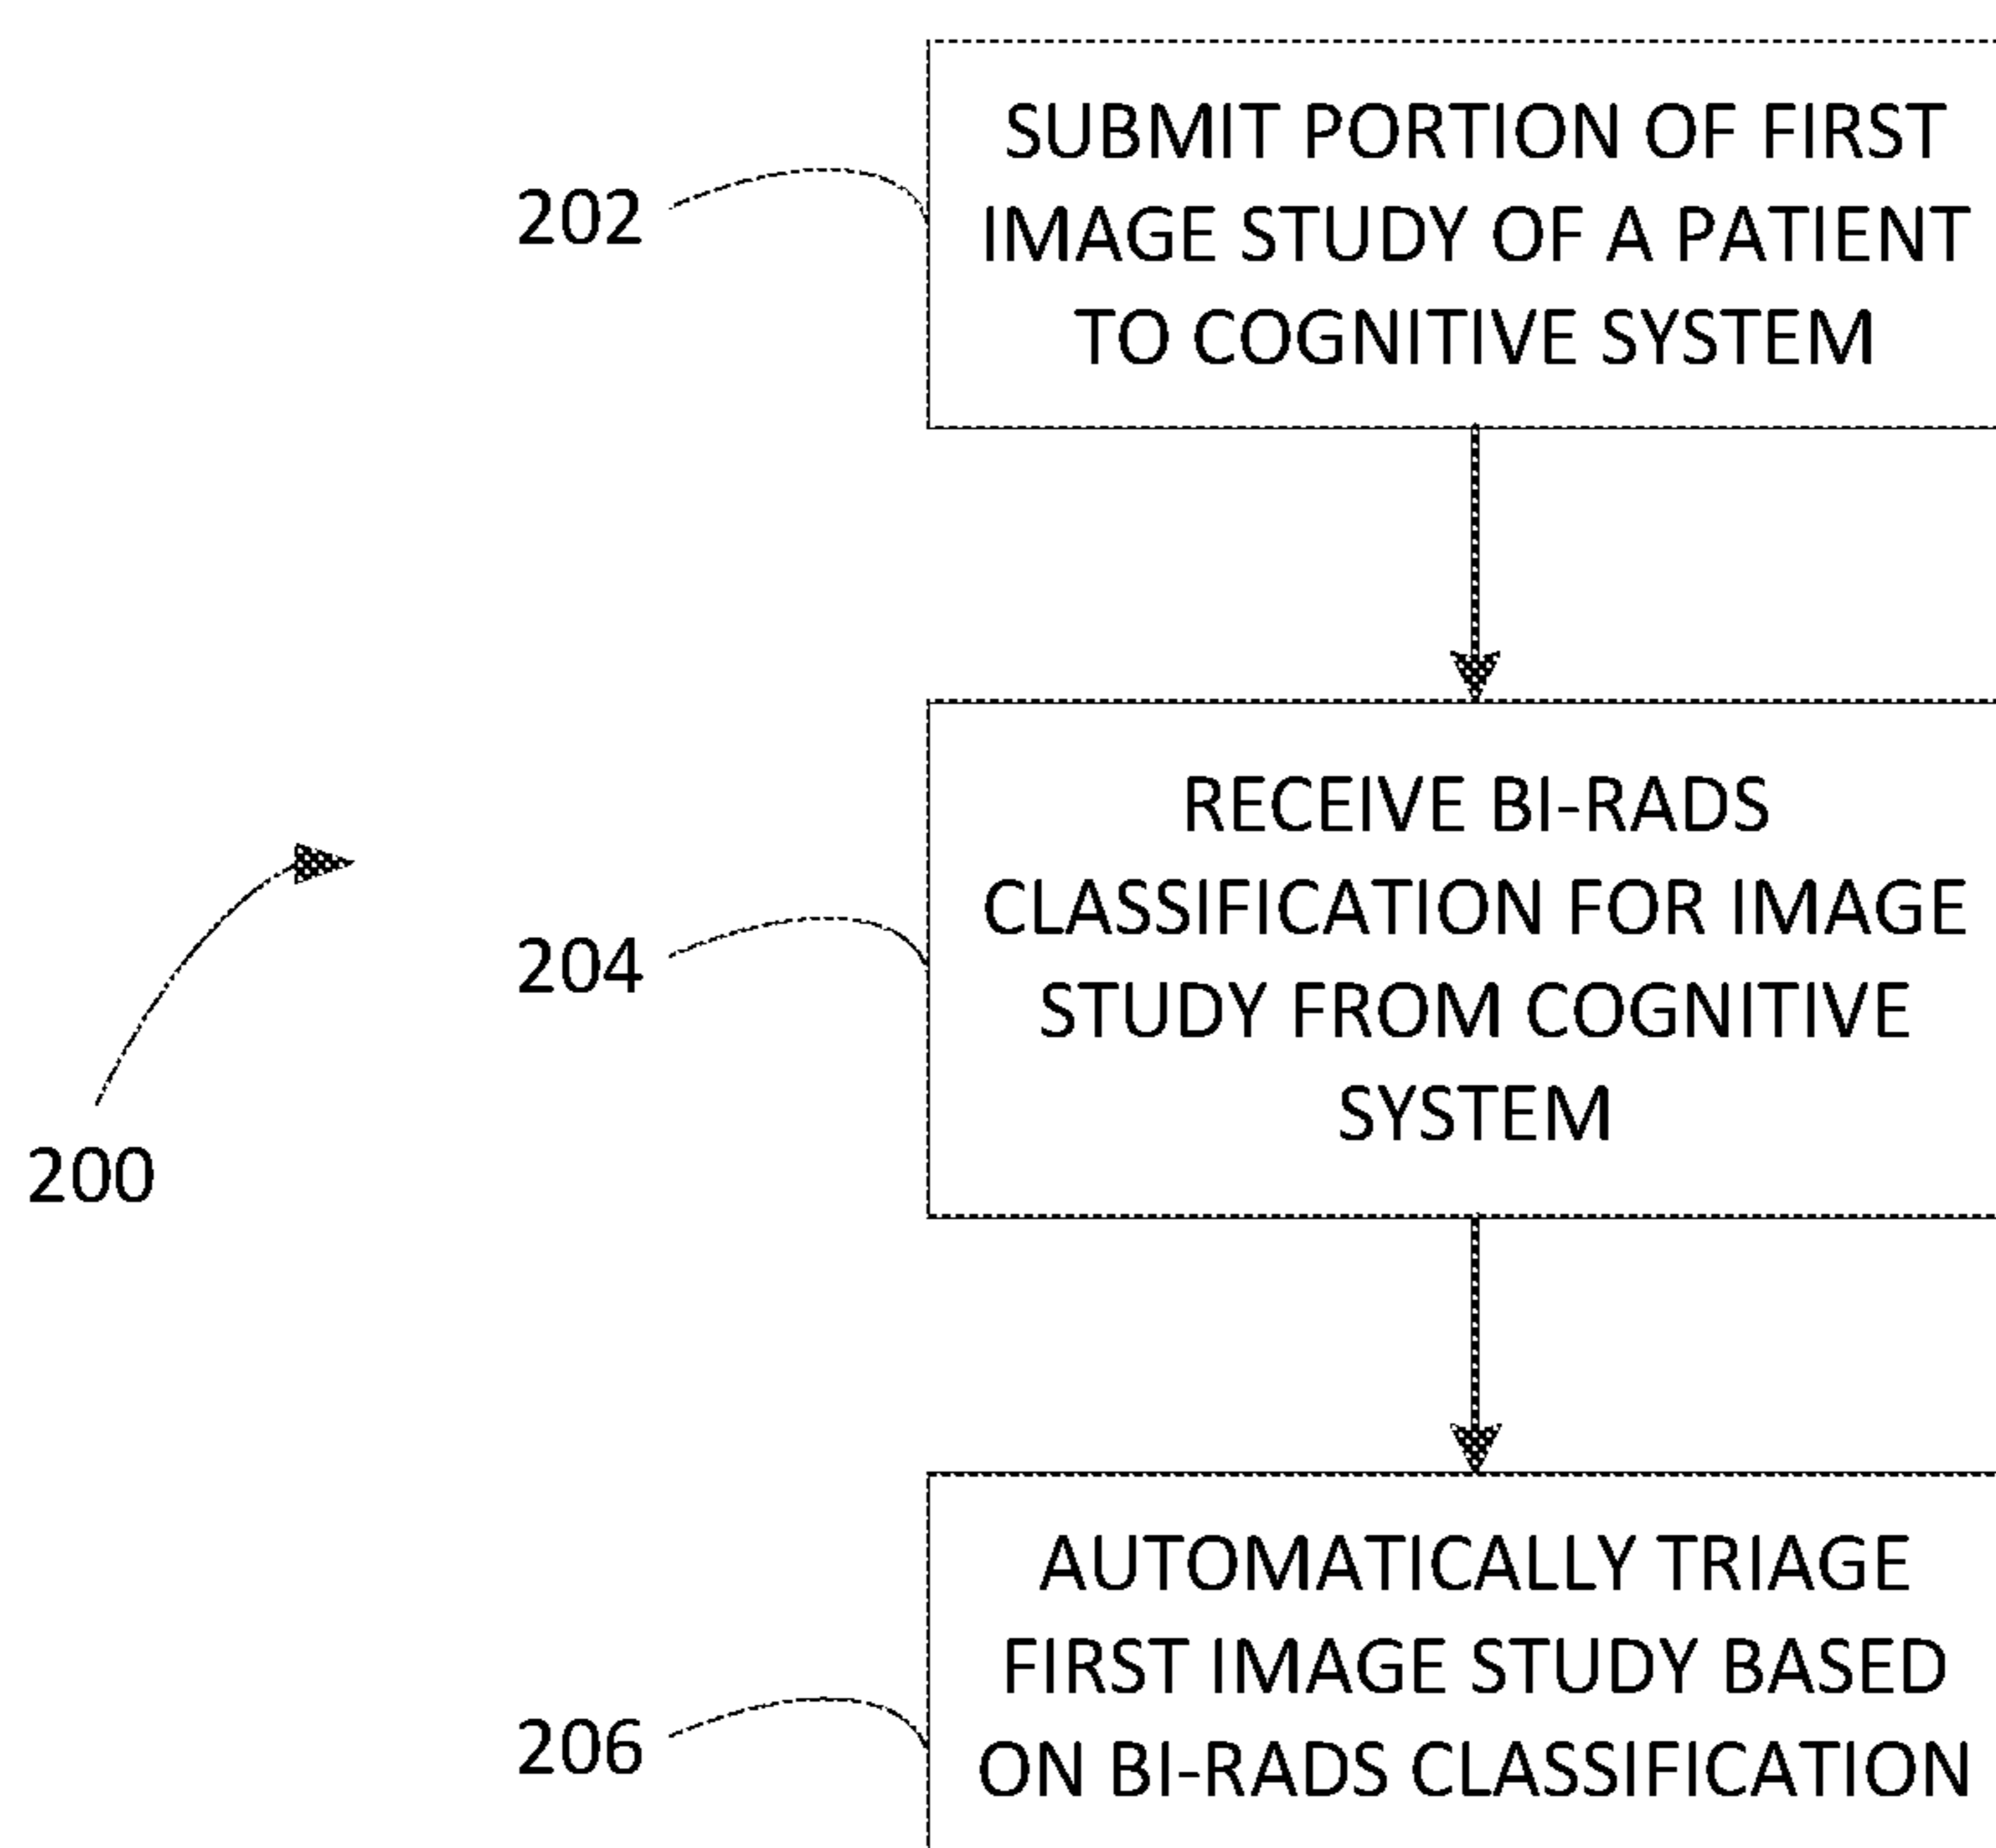 SUBMIT PORTION OF FIRST
IMAGE STUDY OF A PATIENT
TO COGNITIVE SYSTEM
202
RECEIVE BI-RADS
CLASSIFICATION FOR IMAGE
STUDY FROM COGNITIVE
SYSTEM
204
200
AUTOMATICALLY TRIAGE
FIRST IMAGE STUDY BASED
ON BI-RADS CLASSIFICATION
206